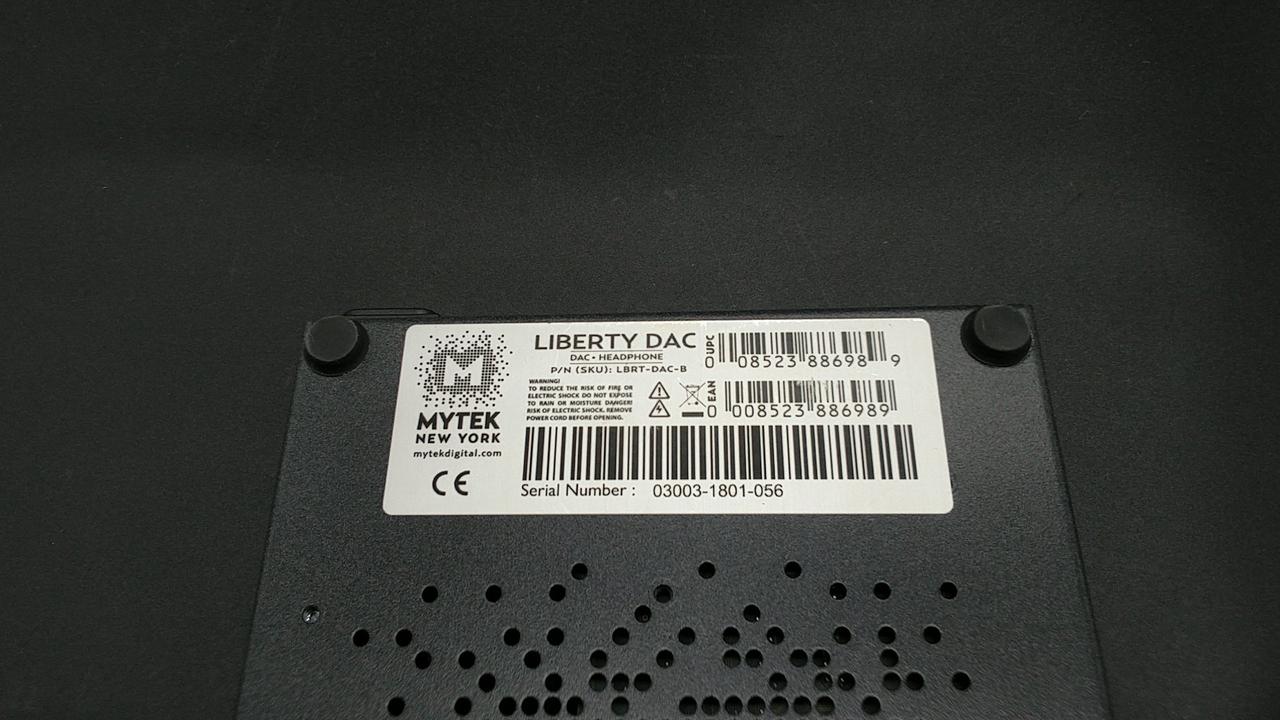 M
MYTEK
NEW YORK
mytekdigital.com
CE
LIBERTY DAC
DAC • HEADPHONE
P/N (SKU): LBRT-DAC-B
WARNING!
TO REDUCE THE RISK OF FIRE OR
ELECTRIC SHOCK DO NOT EXPOSE
TO RAIN OR MOISTURE DANGER!
RISK OF ELECTRIC SHOCK. REMOVE
POWER CORD BEFORE OPENING.
UPC
0 08523 88698 9
EAN
0 008523 886989
Serial Number : 03003-1801-056